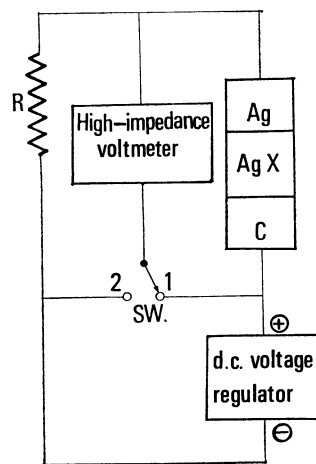 R
High-impedance
voltmeter
Ag
Ag X
C
2
1
SW.
⊕
d.c. voltage
regulator
⊖